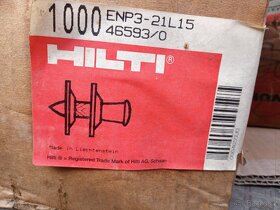 1000 ENP3-21L15
46593/0
HILTI®
Made in Liechtenstein
Hilti ® = Registered Trade Mark of Hilti AG, Schaan